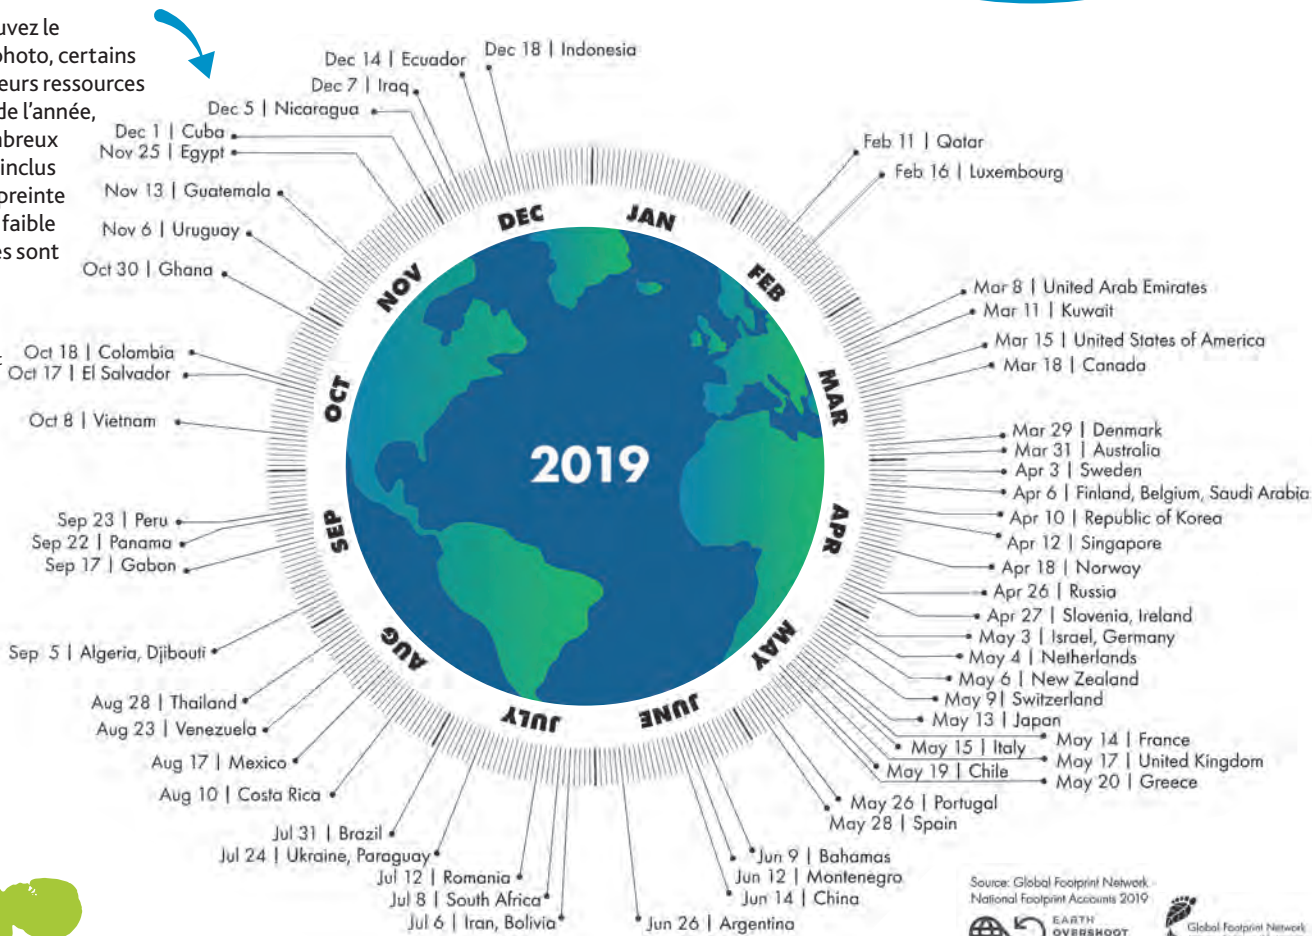 uvez le
photo, certains
eurs ressources
de l'année,
mbreux
inclus
preinte
faible
es sont
Dec 18 | Indonesia
Dec 14 | Ecuador
Dec 7 | Iraq
Dec 5 | Nicaragua
Dec 1 | Cuba
Nov 25 | Egypt
Nov 13 | Guatemala
Nov 6 | Uruguay
Oct 30 | Ghana
Oct 18 | Colombia
Oct 17 | El Salvador
Oct 8 | Vietnam
Sep 23 | Peru
Sep 22 | Panama
Sep 17 | Gabon
Sep 5 | Algeria, Djibouti
Aug 28 | Thailand
Aug 23 | Venezuela
Aug 17 | Mexico
Aug 10 | Costa Rica
Jul 31 | Brazil
Jul 24 | Ukraine, Paraguay
Jul 12 | Romania
Jul 8 | South Africa
Jul 6 | Iran, Bolivia
JAN
FEB
MAR
APR
MAY
JUNE
JULY
AUG
SEP
OCT
NOV
DEC
2019
Feb 11 | Qatar
Feb 16 | Luxembourg
Mar 8 | United Arab Emirates
Mar 11 | Kuwait
Mar 15 | United States of America
Mar 18 | Canada
Mar 29 | Denmark
Mar 31 | Australia
Apr 3 | Sweden
Apr 6 | Finland, Belgium, Saudi Arabia
Apr 10 | Republic of Korea
Apr 12 | Singapore
Apr 18 | Norway
Apr 26 | Russia
Apr 27 | Slovenia, Ireland
May 3 | Israel, Germany
May 4 | Netherlands
May 6 | New Zealand
May 9| Switzerland
May 13 | Japan
May 14 | France
May 15 | Italy
May 17 | United Kingdom
May 19 | Chile
May 20 | Greece
May 26 | Portugal
May 28 | Spain
Jun 9 | Bahamas
Jun 12 | Montenegro
Jun 14 | China
Jun 26 | Argentina
Source: Global Footprint Network
National Footprint Accounts 2019
EARTH
OVERSHOOT
Global Footprint Network